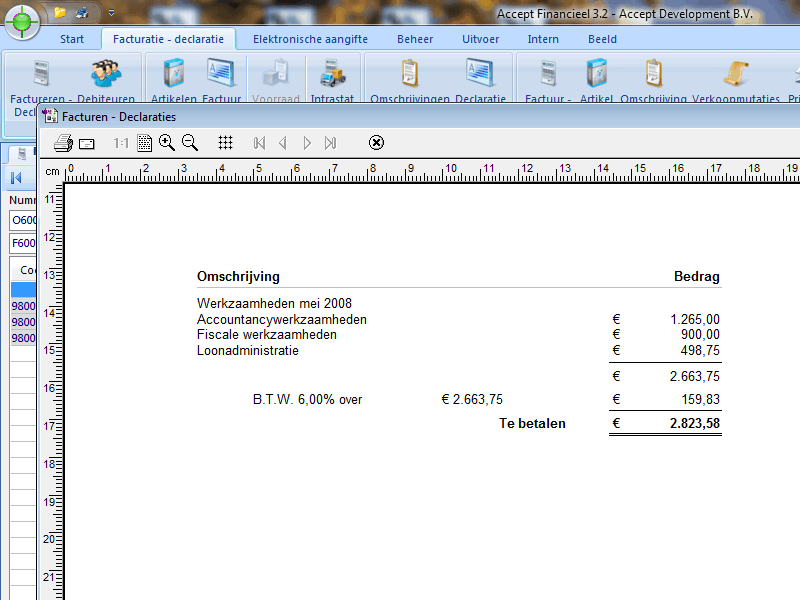 Accept Financieel 3.2 - Accept Development B.V.
Start Facturatie - declaratie Elektronische aangifte Beheer Uitvoer Intern Beeld
Factureren - Debiteuren Artikelen Factuur Voorraad Intrastat Omschrijvingen Declaratie Factuur - Artikel Omschrijving Verkoopmutaties
Facturen - Declaraties
1:1
cm 0 1 2 3 4 5 6 7 8 9 10 11 12 13 14 15 16 17 18 19
11
O600
12
F600
13
Omschrijving Bedrag
Werkzaamheden mei 2008
9800
14
Accountancywerkzaamheden € 1.265,00
9800
Fiscale werkzaamheden € 900,00
9800
15
Loonadministratie € 498,75
€ 2.663,75
16
B.T.W. 6,00% over € 2.663,75 € 159,83
17
Te betalen € 2.823,58
18
19
20
21